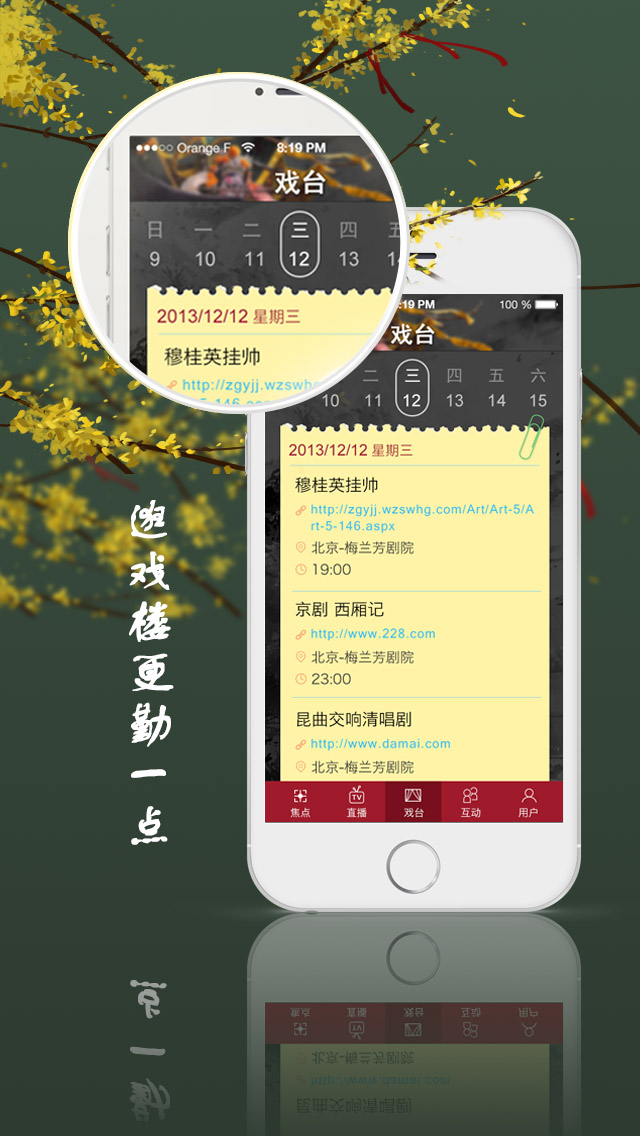 Orange F 8:19 PM
戏台
日 一 二 三 四 五
9 10 11 12 13 14
2013/12/12 星期三
穆桂英挂帅
http://zgyjj.wzswh
19 PM 100 %
戏台
二 三 四 五 六
10 11 12 13 14 15
2013/12/12 星期三
穆桂英挂帅
http://zgyjj.wzswhg.com/Art/Art-5/A
rt-5-146.aspx
北京-梅兰芳剧院
19:00
京剧 西厢记
http://www.228.com
北京-梅兰芳剧院
23:00
昆曲交响清唱剧
http://www.damai.com
北京-梅兰芳剧院
TV
焦点 直播 戏台 互动 用户
逛戏楼更勤一点